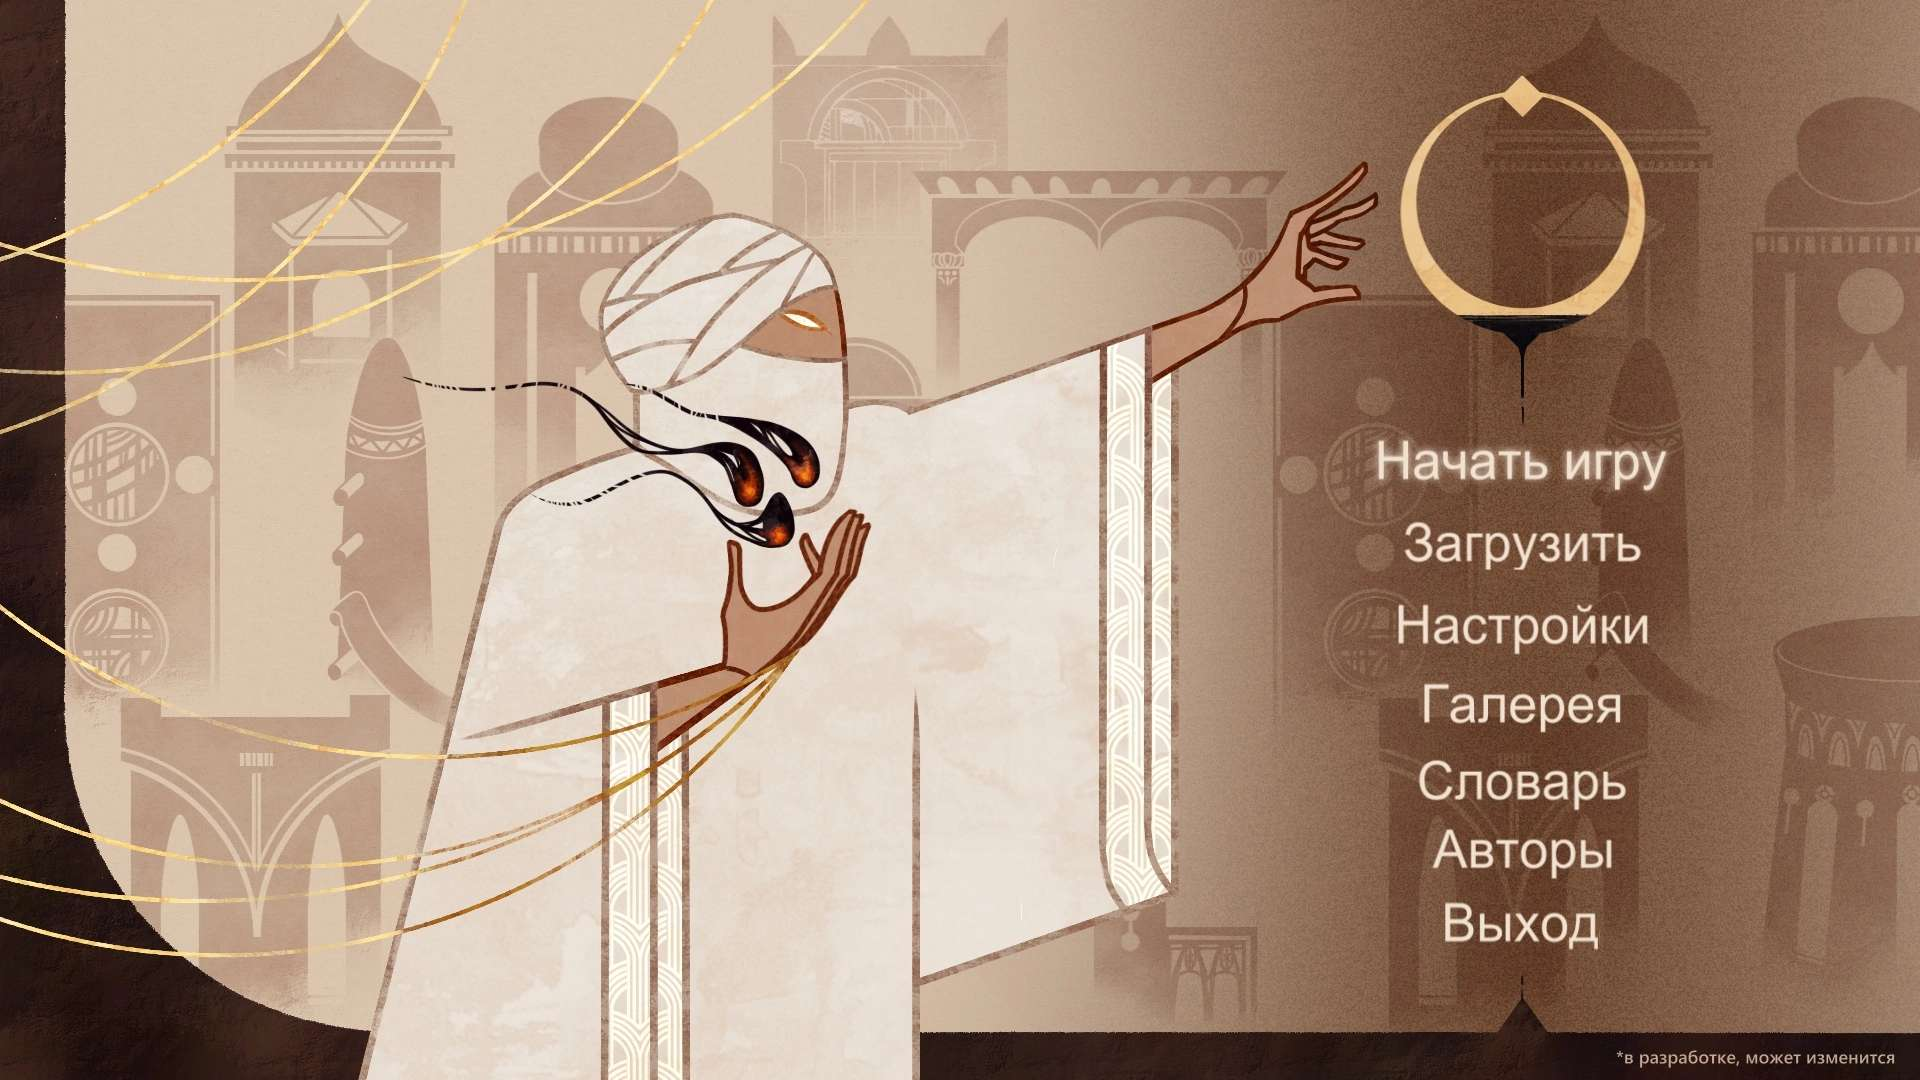 Начать игру
Загрузить
Настройки
Галерея
Словарь
Авторы
Выход
*в разработке, может изменится